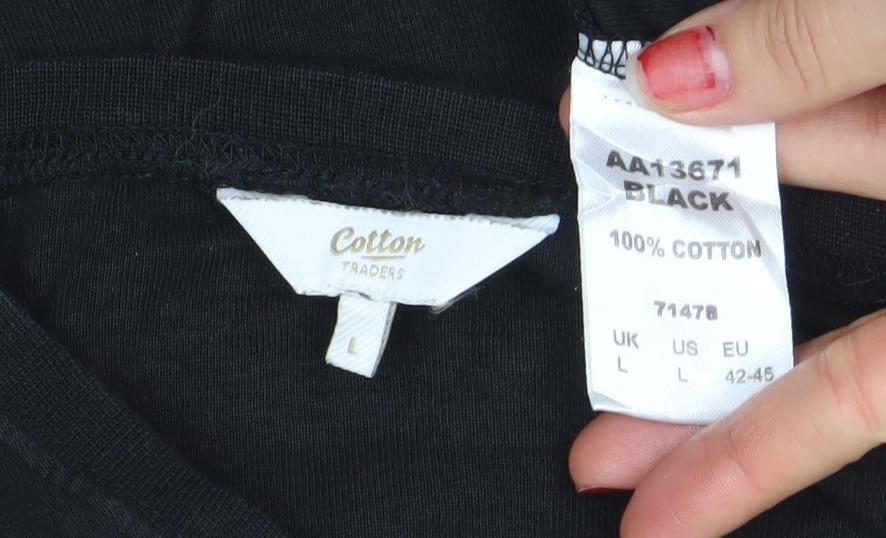 Cotton
TRADERS
L
AA13671
BLACK
100% COTTON
71478
UK US EU
L L 42-45